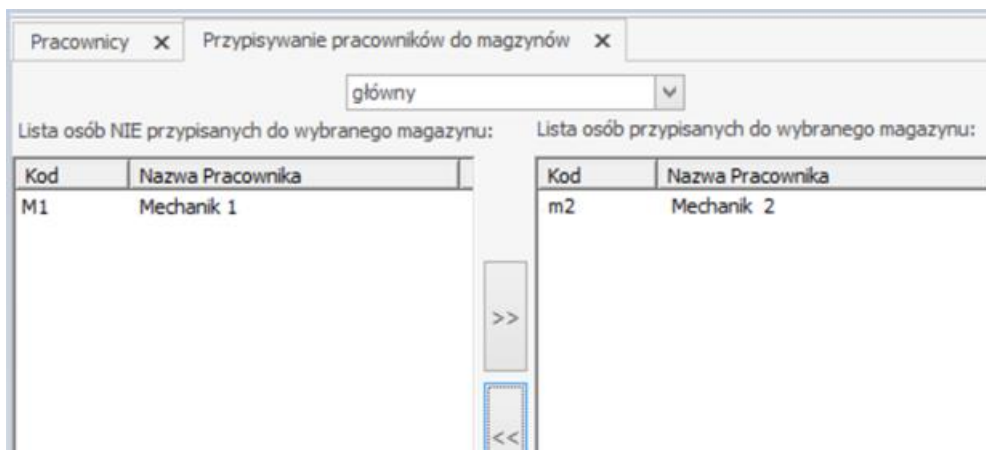 Pracownicy X Przypisywanie pracowników do magzynów X
główny
Lista osób NIE przypisanych do wybranego magazynu: Lista osób przypisanych do wybranego magazynu:
Kod Nazwa Pracownika Kod Nazwa Pracownika
M1 Mechanik 1 m2 Mechanik 2
>>
<<